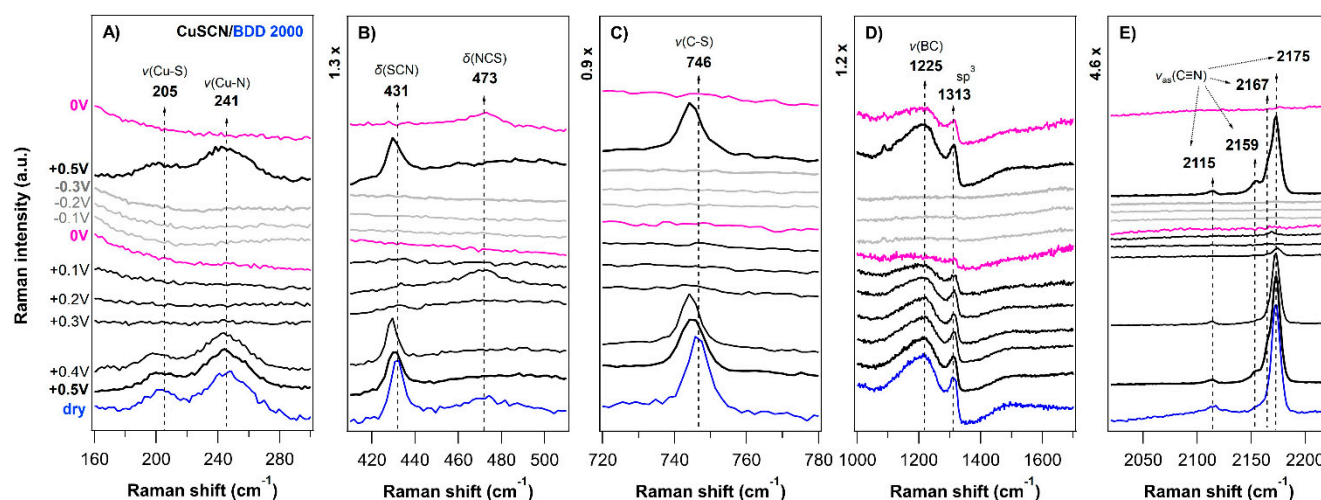 A)
CuSCN/BDD 2000
ν(Cu-S)
205
ν(Cu-N)
241
0V
+0.5V
-0.3V
-0.2V
-0.1V
0V
+0.1V
+0.2V
+0.3V
+0.4V
+0.5V
dry
Raman intensity (a.u.)
160 200 240 280
Raman shift (cm⁻¹)
1.3 x
B)
δ(SCN)
431
δ(NCS)
473
420 440 460 480 500
Raman shift (cm⁻¹)
0.9 x
C)
ν(C-S)
746
720 740 760 780
Raman shift (cm⁻¹)
1.2 x
D)
ν(BC)
1225
sp³
1313
1000 1200 1400 1600
Raman shift (cm⁻¹)
4.6 x
E)
νas(C≡N)
2175
2167
2159
2115
2050 2100 2150 2200
Raman shift (cm⁻¹)